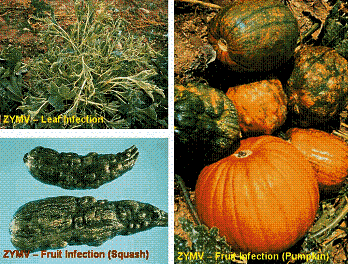 ZYMV – Leaf Infection
ZYMV – Fruit Infection (Squash)
ZYMV – Fruit Infection (Pumpkin)